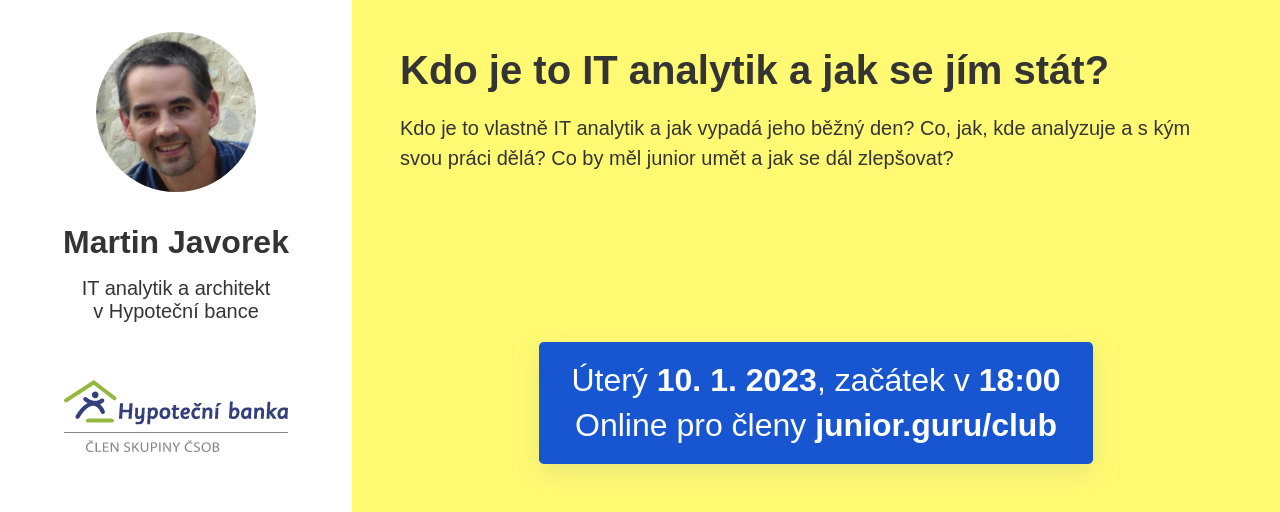 Martin Javorek
IT analytik a architekt
v Hypoteční bance
Hypoteční banka
ČLEN SKUPINY ČSOB
Kdo je to IT analytik a jak se jím stát?
Kdo je to vlastně IT analytik a jak vypadá jeho běžný den? Co, jak, kde analyzuje a s kým
svou práci dělá? Co by měl junior umět a jak se dál zlepšovat?
Úterý 10. 1. 2023, začátek v 18:00
Online pro členy junior.guru/club